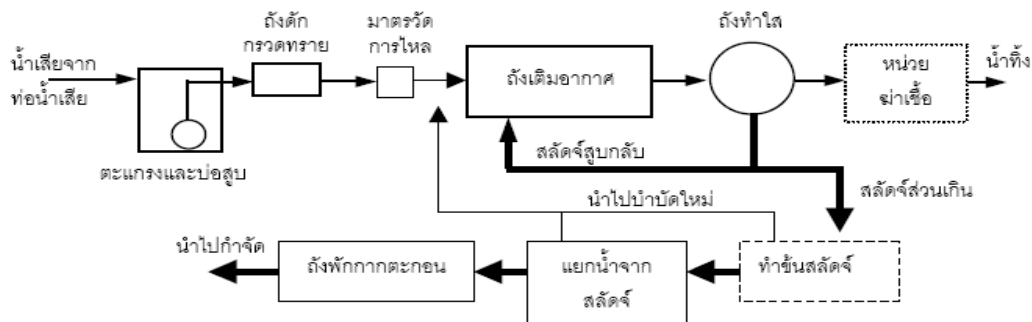 น้ำเสียจาก
ท่อน้ำเสีย
ตะแกรงและบ่อสูบ
ถังดัก
กรวดทราย
มาตรวัด
การไหล
ถังเติมอากาศ
ถังทำใส
หน่วย
ฆ่าเชื้อ
น้ำทิ้ง
สลัดจ์สูบกลับ
สลัดจ์ส่วนเกิน
นำไปบำบัดใหม่
นำไปกำจัด
ถังพักกากตะกอน
แยกน้ำจาก
สลัดจ์
ทำข้นสลัดจ์